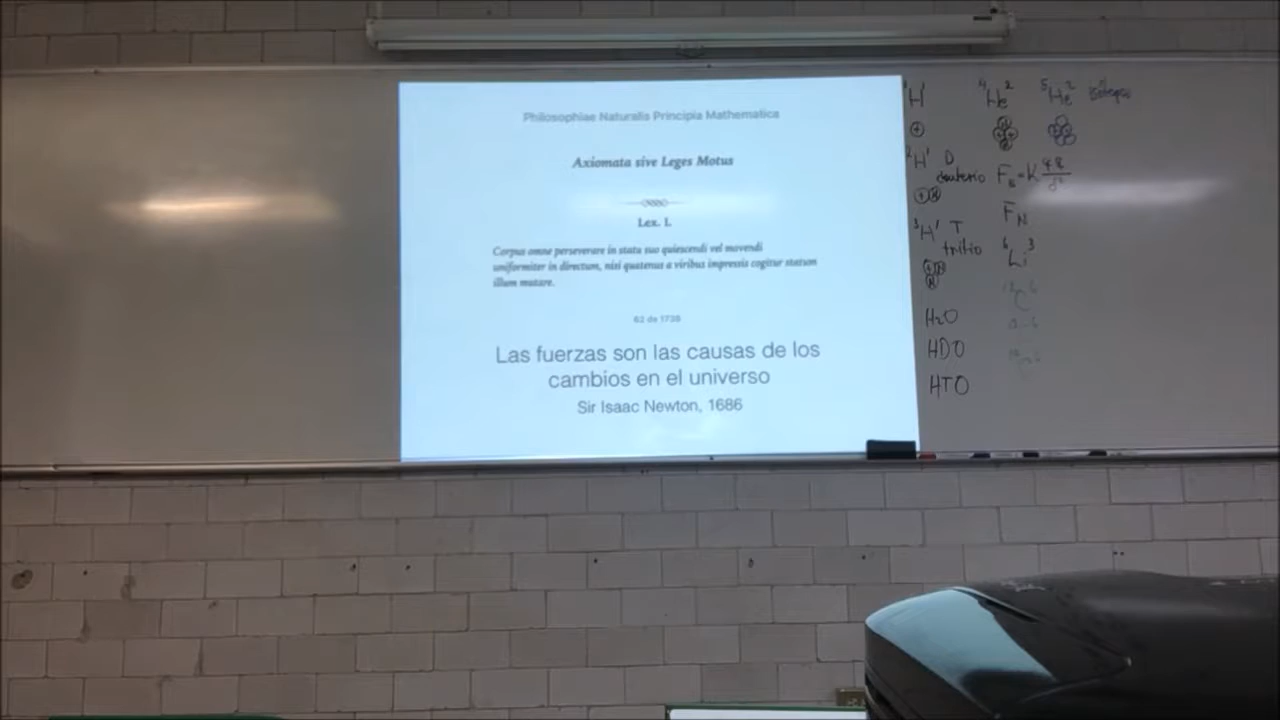 Philosophiae Naturalis Principia Mathematica
Axiomata sive Leges Motus
Lex. I.
Corpus omne perseverare in statu suo quiescendi vel movendi
uniformiter in directum, nisi quatenus a viribus impressis cogitur statum
illum mutare.
62 de 1738
Las fuerzas son las causas de los
cambios en el universo
Sir Isaac Newton, 1686
¹H¹ ⁴He² ⁵He²
²H¹ D
deuterio
³H¹ T
tritio
H₂O
HDO
HTO
F_N
⁶Li³